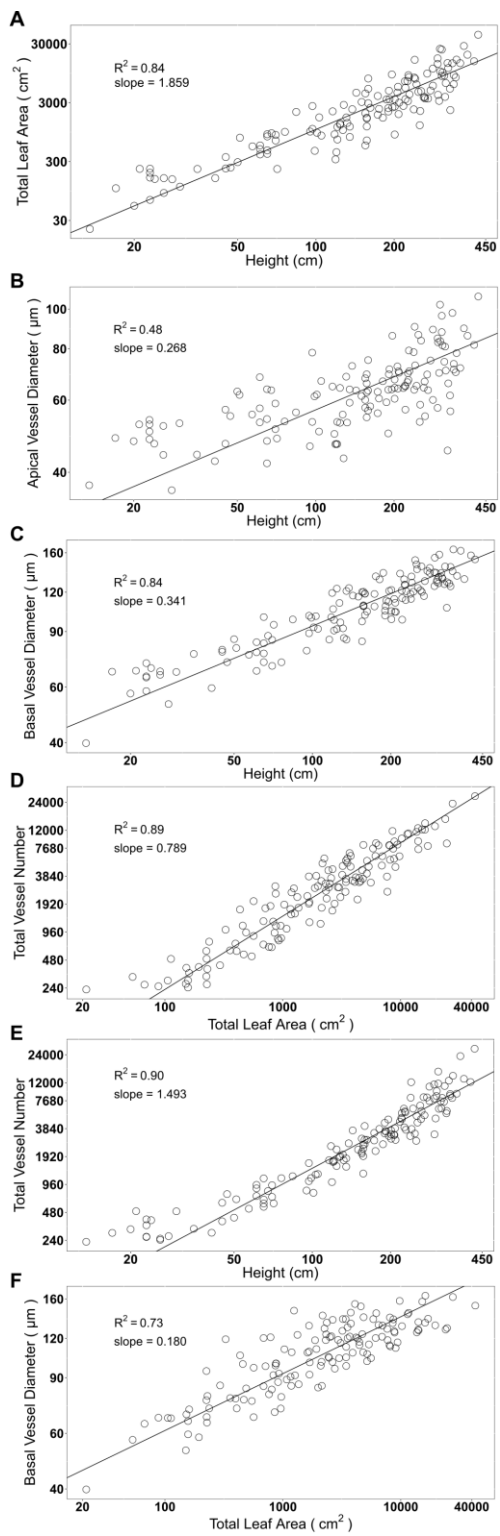 A
Total Leaf Area ( cm²)
30000
3000
300
30
R² = 0.84
slope = 1.859
20 50 100 200 450
Height (cm)
B
Apical Vessel Diameter ( µm )
100
80
60
40
R² = 0.48
slope = 0.268
20 50 100 200 450
Height (cm)
C
Basal Vessel Diameter ( µm )
160
120
90
60
40
R² = 0.84
slope = 0.341
20 50 100 200 450
Height (cm)
D
Total Vessel Number
24000
12000
7680
3840
1920
960
480
240
R² = 0.89
slope = 0.789
20 100 1000 10000 40000
Total Leaf Area ( cm²)
E
Total Vessel Number
24000
12000
7680
3840
1920
960
480
240
R² = 0.90
slope = 1.493
20 50 100 200 450
Height (cm)
F
Basal Vessel Diameter ( µm )
160
120
90
60
40
R² = 0.73
slope = 0.180
20 100 1000 10000 40000
Total Leaf Area ( cm²)